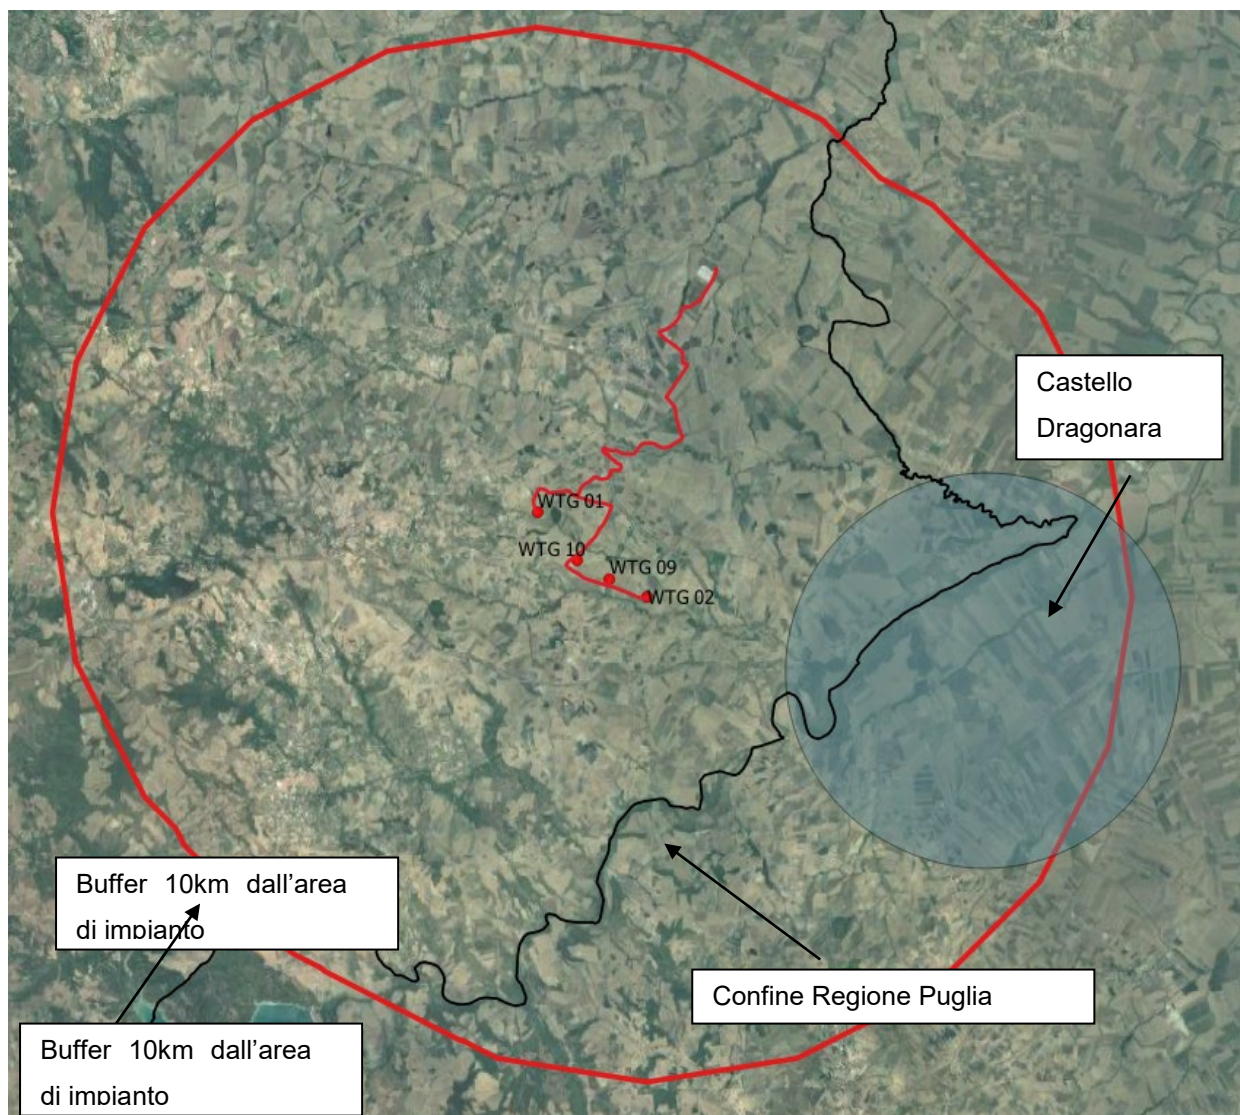 Castello
Dragonara
WTG 01
WTG 10
WTG 09
WTG 02
Buffer 10km dall'area
di impianto
Confine Regione Puglia
Buffer 10km dall'area
di impianto